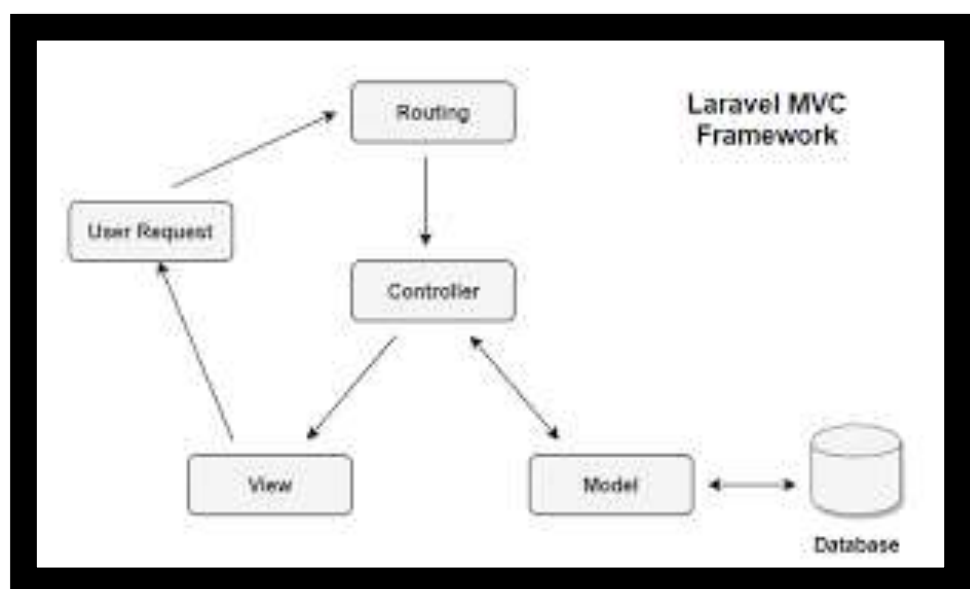 Routing
Laravel MVC
Framework
User Request
Controller
View
Model
Database